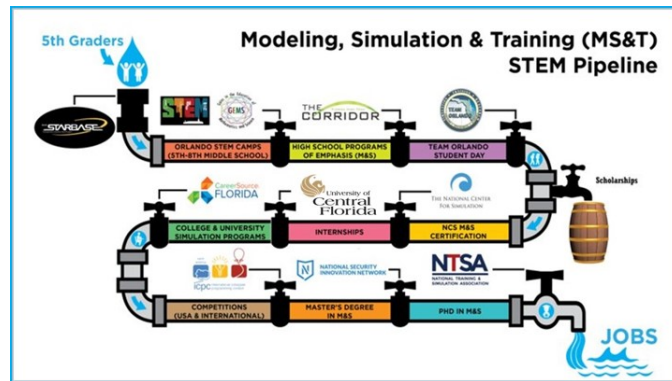 5th Graders
Modeling, Simulation & Training (MS&T)
STEM Pipeline
STARBASE
STEM
GEMS
THE
CORRIDOR
TEAM
ORLANDO
ORLANDO STEM CAMPS
(5TH-8TH MIDDLE SCHOOL)
HIGH SCHOOL PROGRAMS
OF EMPHASIS (M&S)
TEAM ORLANDO
STUDENT DAY
Scholarships
CareerSource
FLORIDA
University of
Central
Florida
THE NATIONAL CENTER
FOR SIMULATION
COLLEGE & UNIVERSITY
SIMULATION PROGRAMS
INTERNSHIPS
NCS M&S
CERTIFICATION
icpc
NATIONAL SECURITY
INNOVATION NETWORK
NTSA
NATIONAL TRAINING &
SIMULATION ASSOCIATION
COMPETITIONS
(USA & INTERNATIONAL)
MASTER'S DEGREE
IN M&S
PHD IN M&S
JOBS